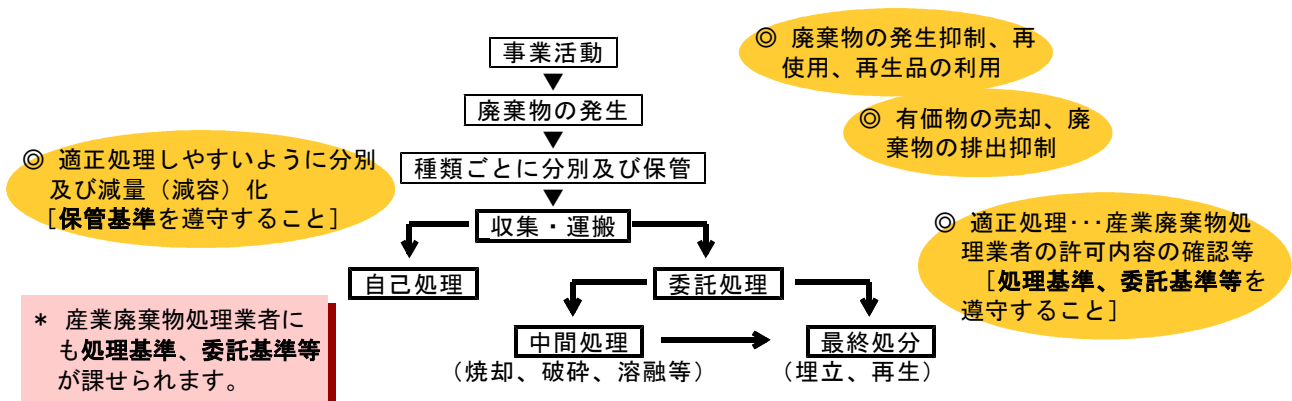 事業活動
▼
廃棄物の発生
▼
種類ごとに分別及び保管
▼
収集・運搬
自己処理
委託処理
中間処理
(焼却、破砕、溶融等)
最終処分
(埋立、再生)
◎ 廃棄物の発生抑制、再
使用、再生品の利用
◎ 有価物の売却、廃
棄物の排出抑制
◎ 適正処理しやすいように分別
及び減量(減容)化
[保管基準を遵守すること]
◎ 適正処理･･･産業廃棄物処
理業者の許可内容の確認等
[処理基準、委託基準等を
遵守すること]
* 産業廃棄物処理業者に
も処理基準、委託基準等
が課せられます。